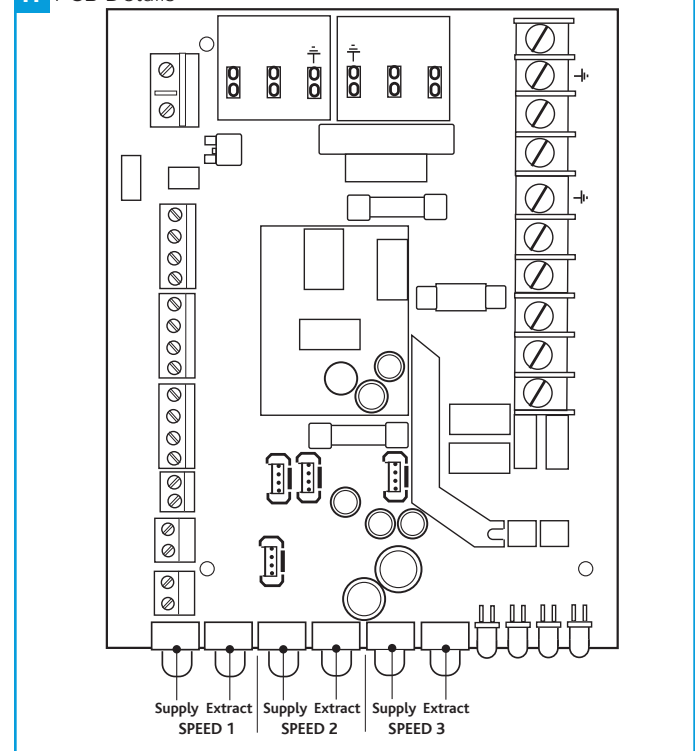 PCB Details
Supply Extract Supply Extract Supply Extract
SPEED 1 SPEED 2 SPEED 3